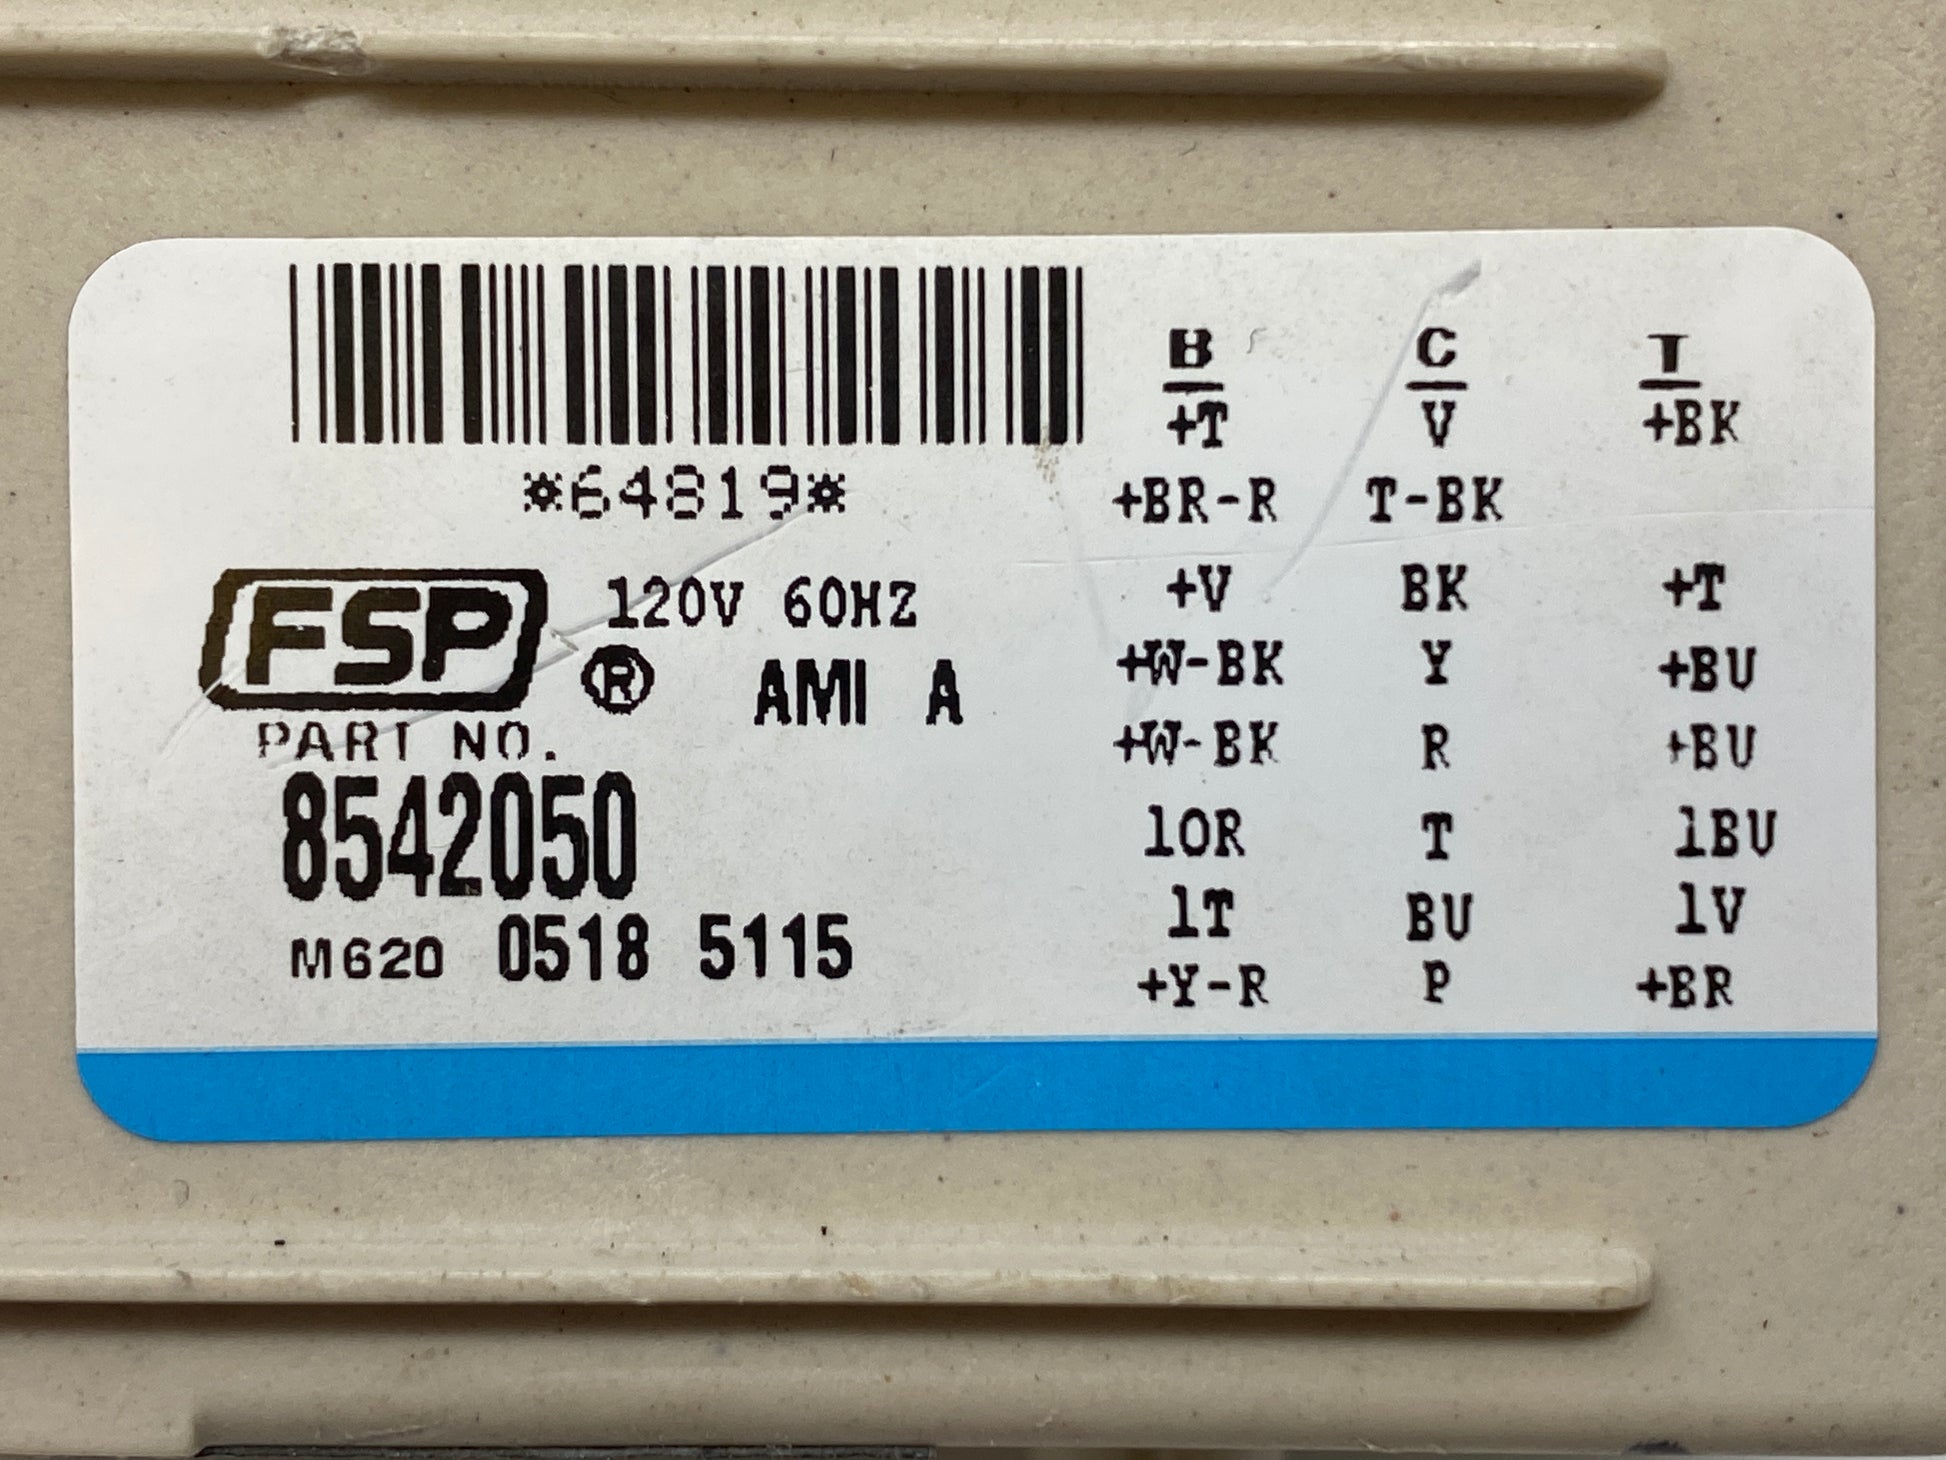 *64819*
FSP ® 120V 60HZ
AMI A
PART NO.
8542050
M620 0518 5115
B C T
+T V +BK
+BR-R T-BK
+V BK +T
+W-BK Y +BU
+W-BK R +BU
1OR T 1BU
1T BU 1V
+Y-R P +BR